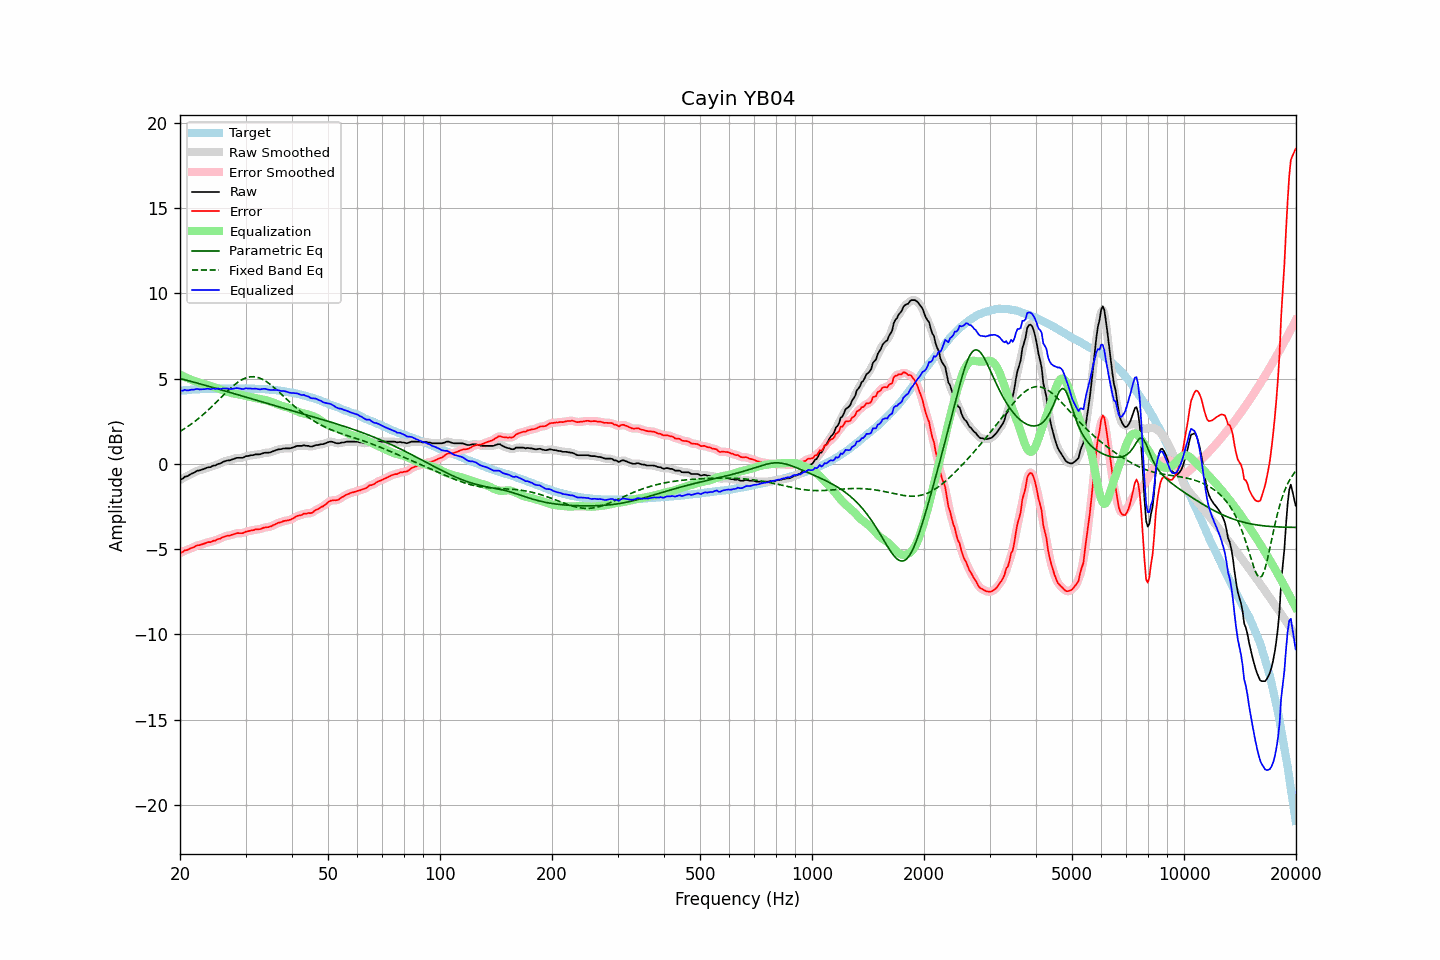 Cayin YB04
20
15
10
5
0
−5
−10
−15
−20
Amplitude (dBr)
Target
Raw Smoothed
Error Smoothed
Raw
Error
Equalization
Parametric Eq
Fixed Band Eq
Equalized
20 50 100 200 500 1000 2000 5000 10000 20000
Frequency (Hz)